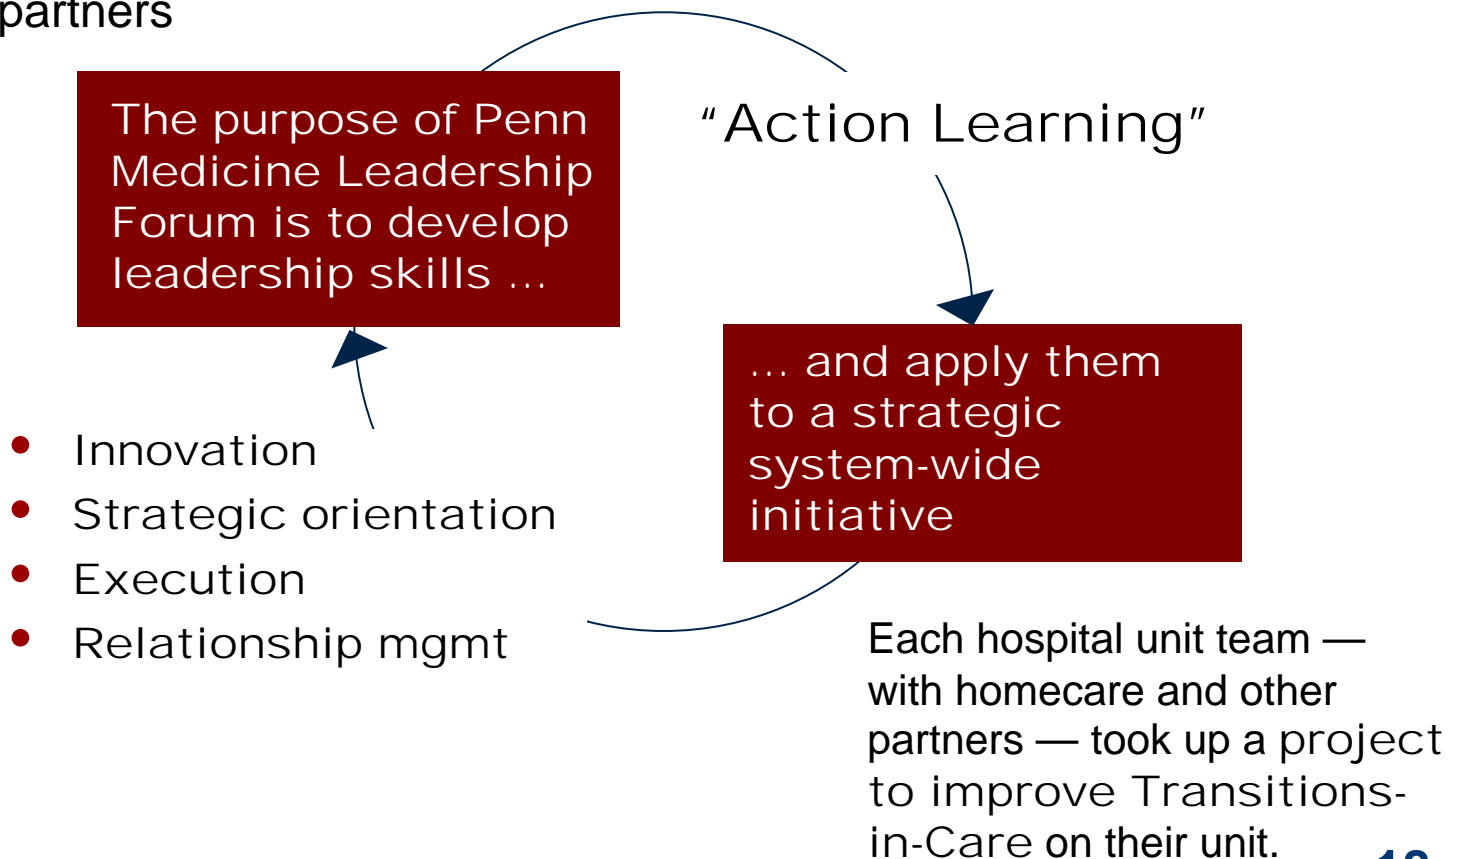 partners
The purpose of Penn
Medicine Leadership
Forum is to develop
leadership skills …
“Action Learning”
… and apply them
to a strategic
system-wide
initiative
• Innovation
• Strategic orientation
• Execution
• Relationship mgmt
Each hospital unit team —
with homecare and other
partners — took up a project
to improve Transitions-
in-Care on their unit.